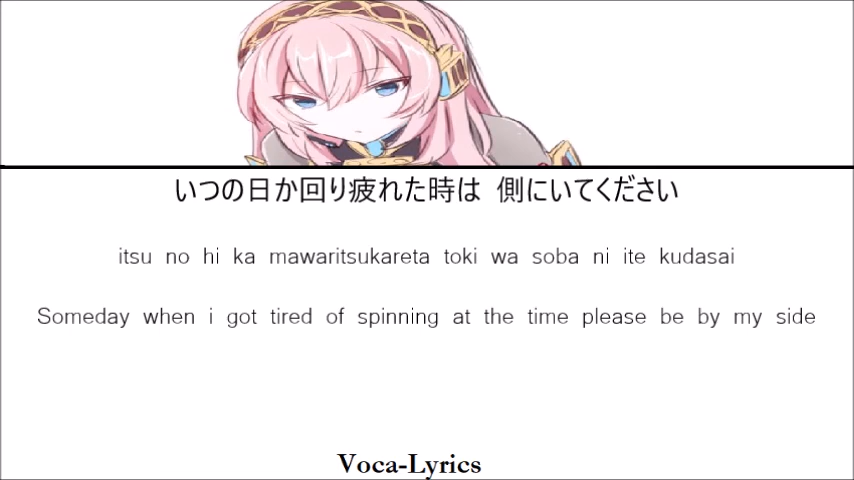 いつの日か回り疲れた時は 側にいてください
itsu no hi ka mawaritsukareta toki wa soba ni ite kudasai
Someday when i got tired of spinning at the time please be by my side
Voca-Lyrics